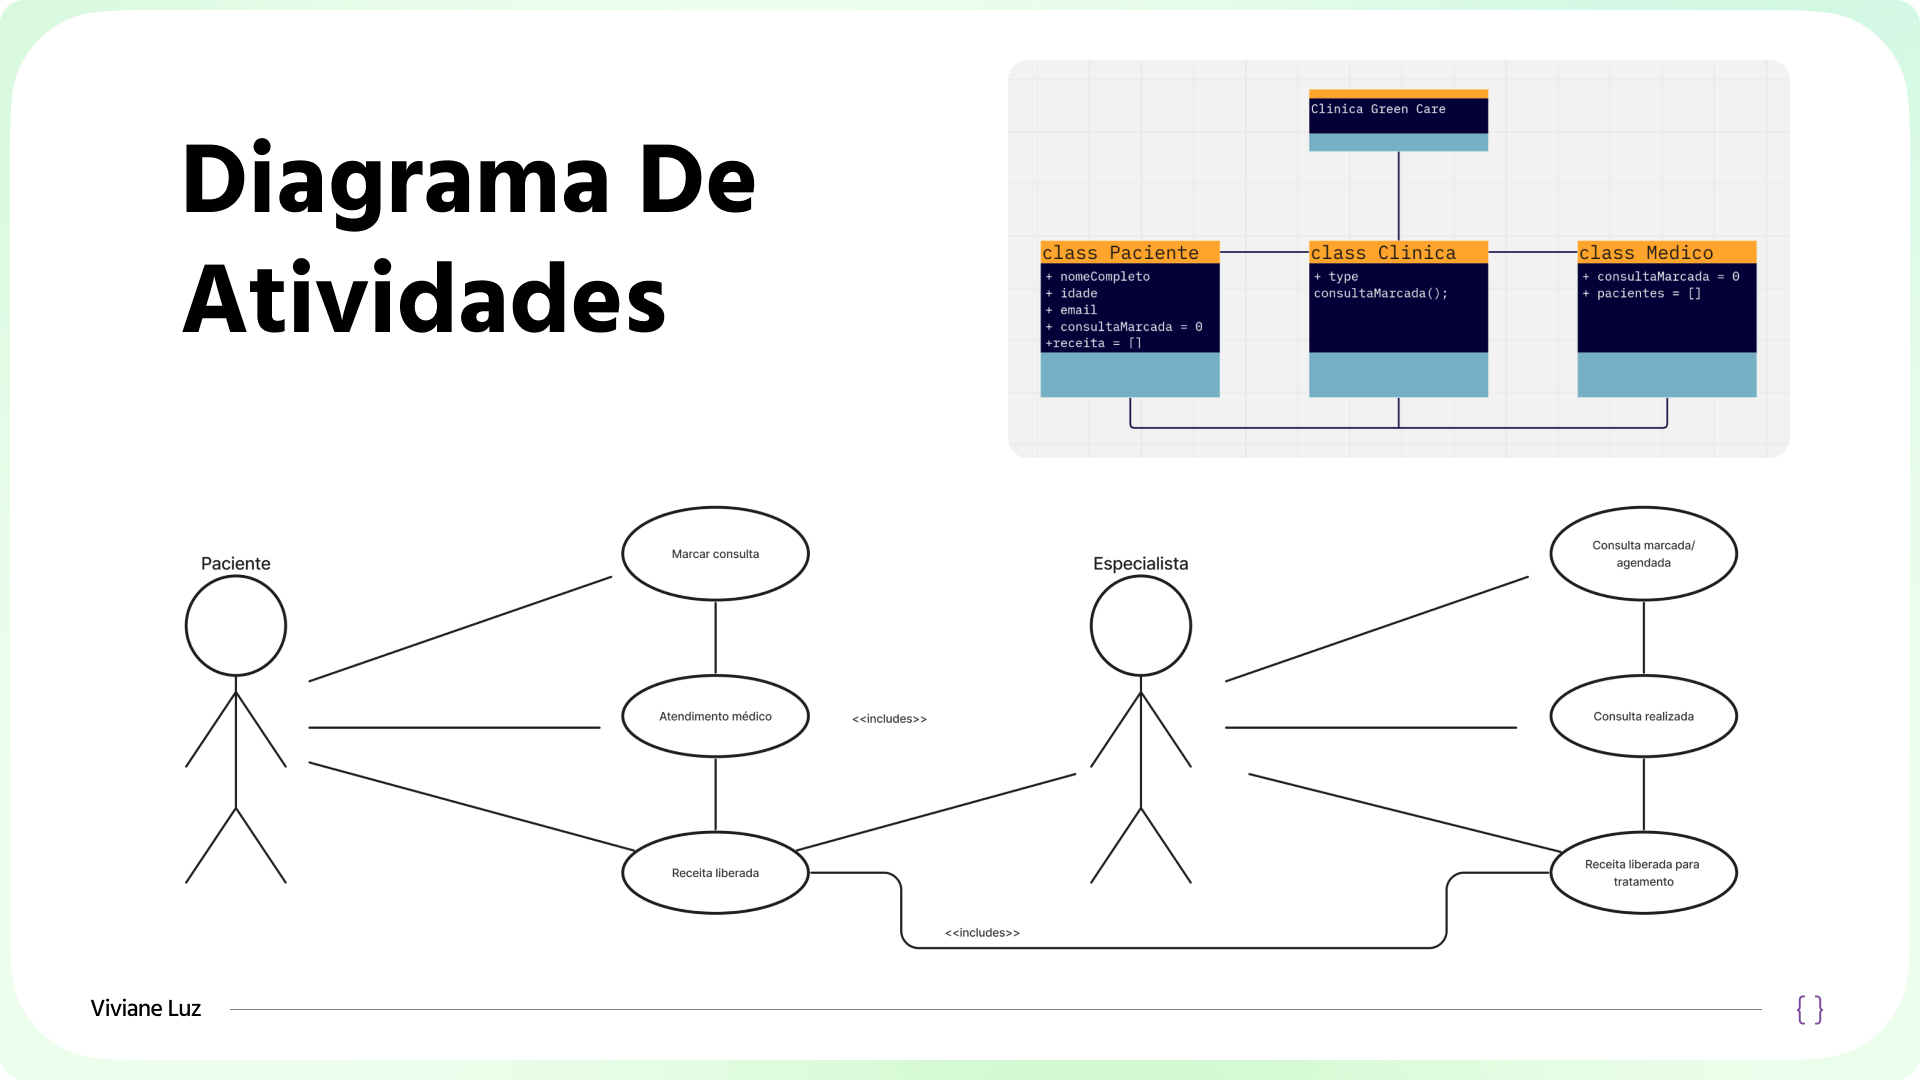 Diagrama De
Atividades
Clinica Green Care
class Paciente
+ nomeCompleto
+ idade
+ email
+ consultaMarcada = 0
+receita = []
class Clinica
+ type
consultaMarcada();
class Medico
+ consultaMarcada = 0
+ pacientes = []
Paciente
Marcar consulta
Atendimento médico
<<includes>>
Receita liberada
Especialista
Consulta marcada/
agendada
Consulta realizada
Receita liberada para
tratamento
<<includes>>
Viviane Luz
{ }